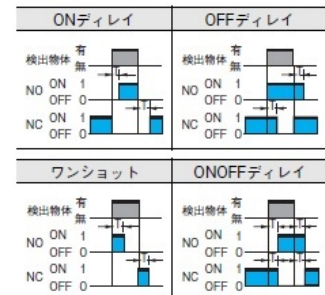 ONディレイ
検出物体 有
無
T
NO ON 1
OFF 0
T
NC ON 1
OFF 0
OFFディレイ
検出物体 有
無
T
NO ON 1
OFF 0
T
NC ON 1
OFF 0
ワンショット
検出物体 有
無
T
NO ON 1
OFF 0
T
NC ON 1
OFF 0
ONOFFディレイ
検出物体 有
無
T T
NO ON 1
OFF 0
T T
NC ON 1
OFF 0